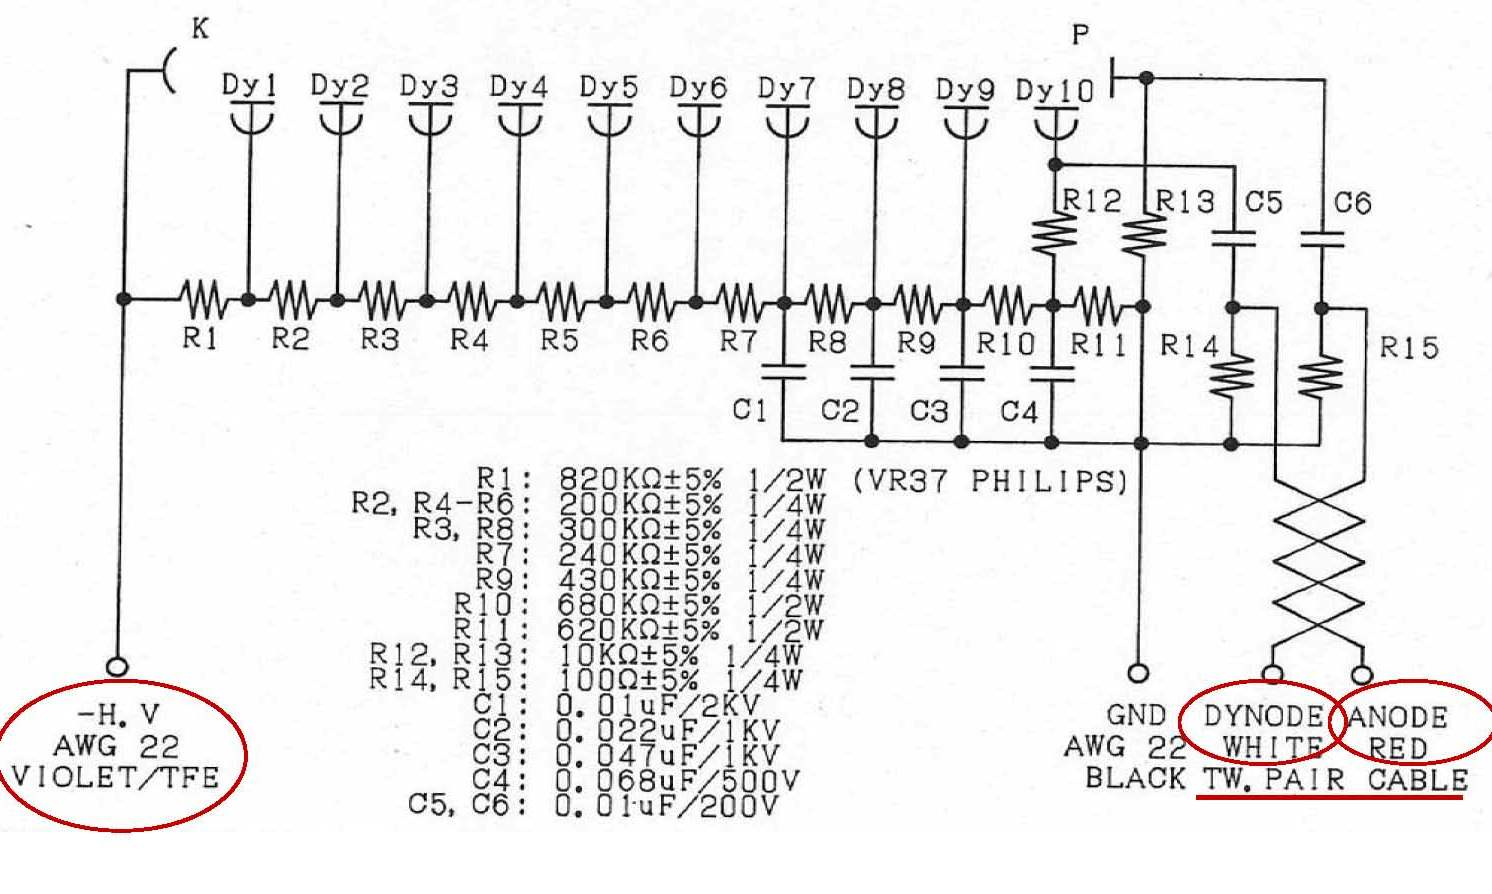 K
P
Dy1 Dy2 Dy3 Dy4 Dy5 Dy6 Dy7 Dy8 Dy9 Dy10
R12 R13 C5 C6
R1 R2 R3 R4 R5 R6 R7 R8 R9 R10 R11 R14 R15
C1 C2 C3 C4
R1: 820KΩ±5% 1/2W (VR37 PHILIPS)
R2, R4-R6: 200KΩ±5% 1/4W
R3, R8: 300KΩ±5% 1/4W
R7: 240KΩ±5% 1/4W
R9: 430KΩ±5% 1/4W
R10: 680KΩ±5% 1/2W
R11: 620KΩ±5% 1/2W
R12, R13: 10KΩ±5% 1/4W
R14, R15: 100Ω±5% 1/4W
C1: 0.01uF/2KV
C2: 0.022uF/1KV
C3: 0.047uF/1KV
C4: 0.068uF/500V
C5, C6: 0.01uF/200V
-H.V
AWG 22
VIOLET/TFE
GND DYNODE ANODE
AWG 22 WHITE RED
BLACK TW.PAIR CABLE